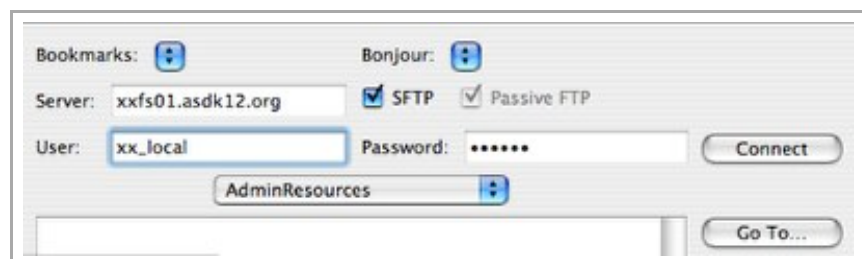 Bookmarks: Bonjour:
Server: xxfs01.asdk12.org SFTP Passive FTP
User: xx_local Password: •••••• Connect
AdminResources
Go To...